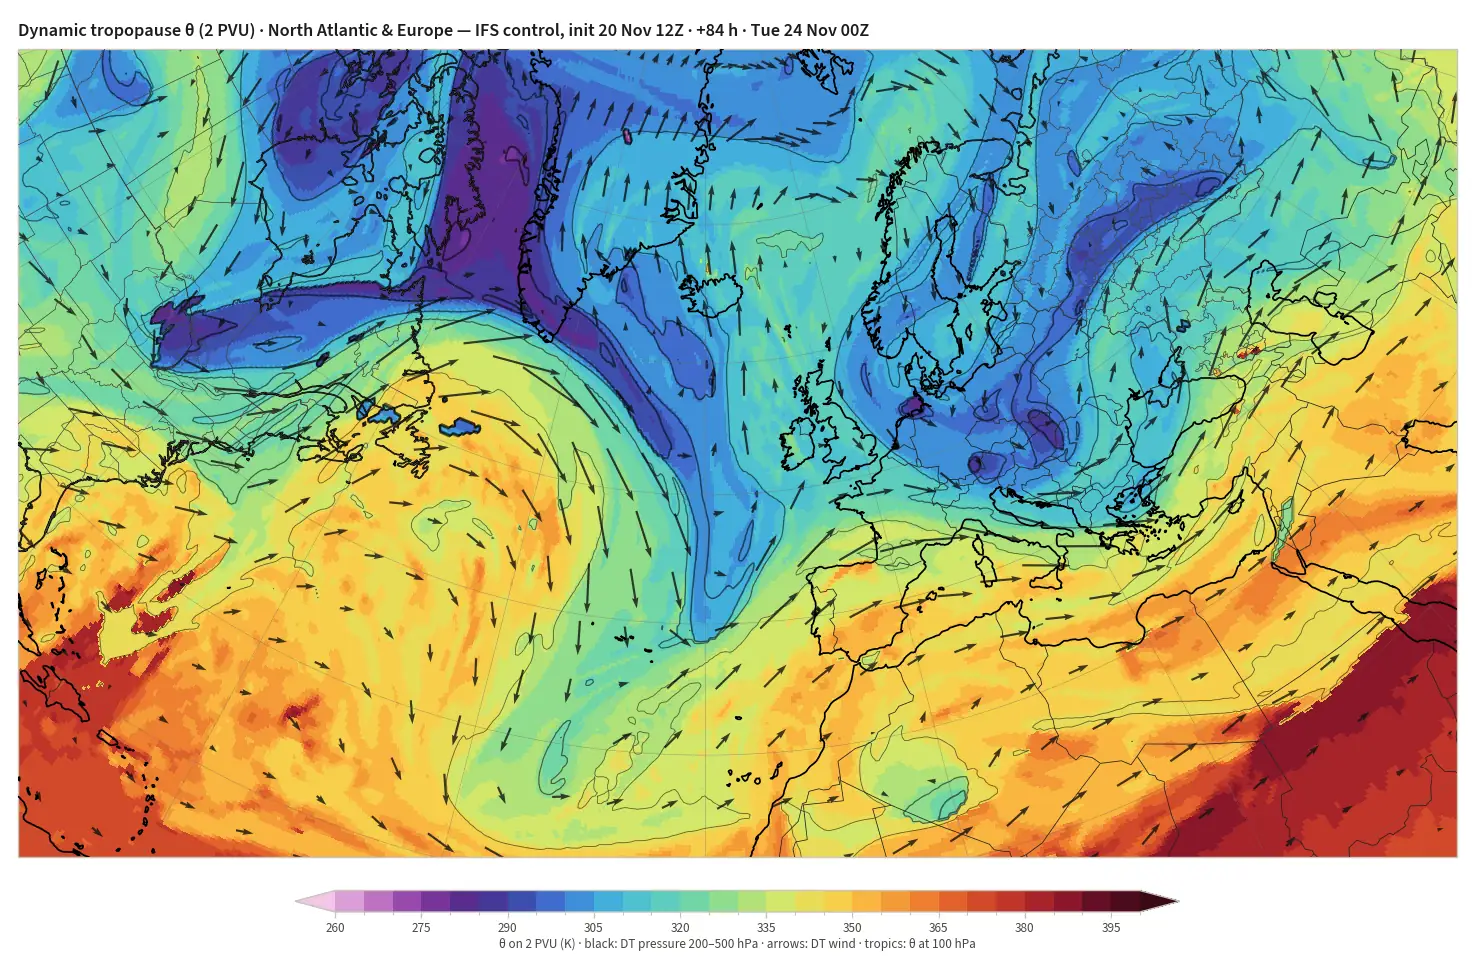 Dynamic tropopause θ (2 PVU) · North Atlantic & Europe — IFS control, init 20 Nov 12Z · +84 h · Tue 24 Nov 00Z
260 275 290 305 320 335 350 365 380 395
θ on 2 PVU (K) · black: DT pressure 200–500 hPa · arrows: DT wind · tropics: θ at 100 hPa